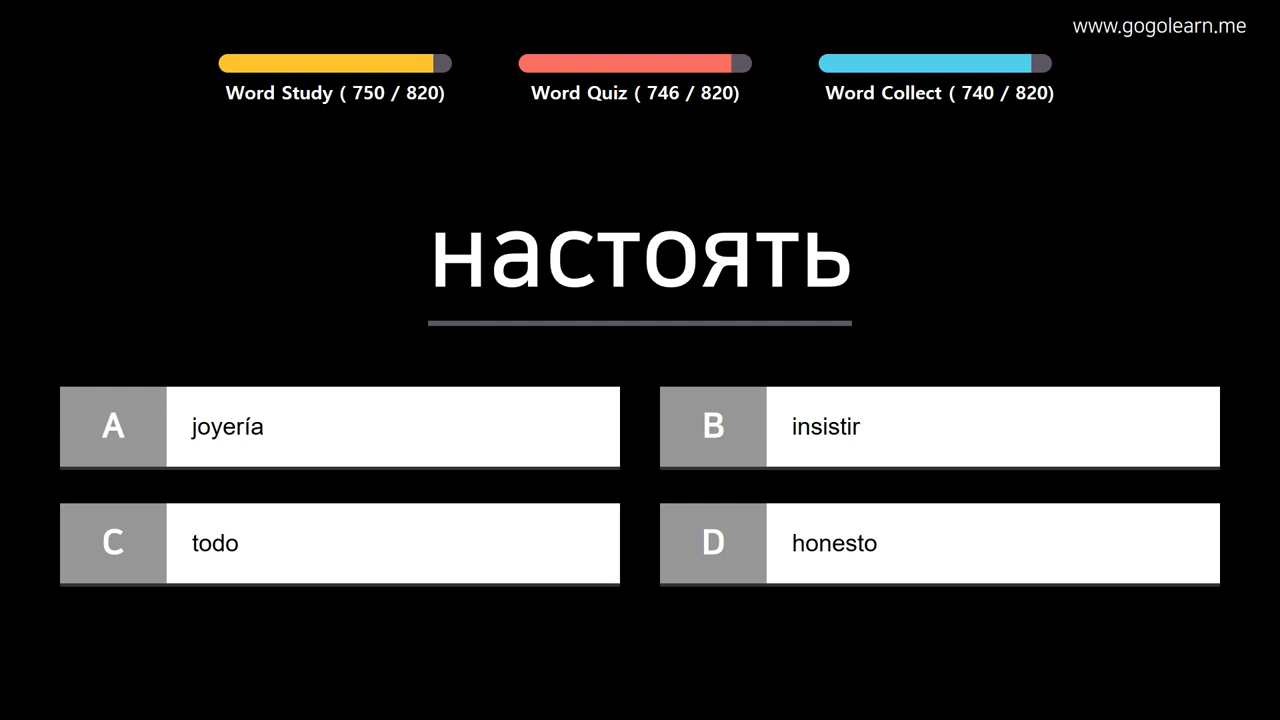 www.gogolearn.me
Word Study ( 750 / 820)
Word Quiz ( 746 / 820)
Word Collect ( 740 / 820)
настоять
A joyería
B insistir
C todo
D honesto